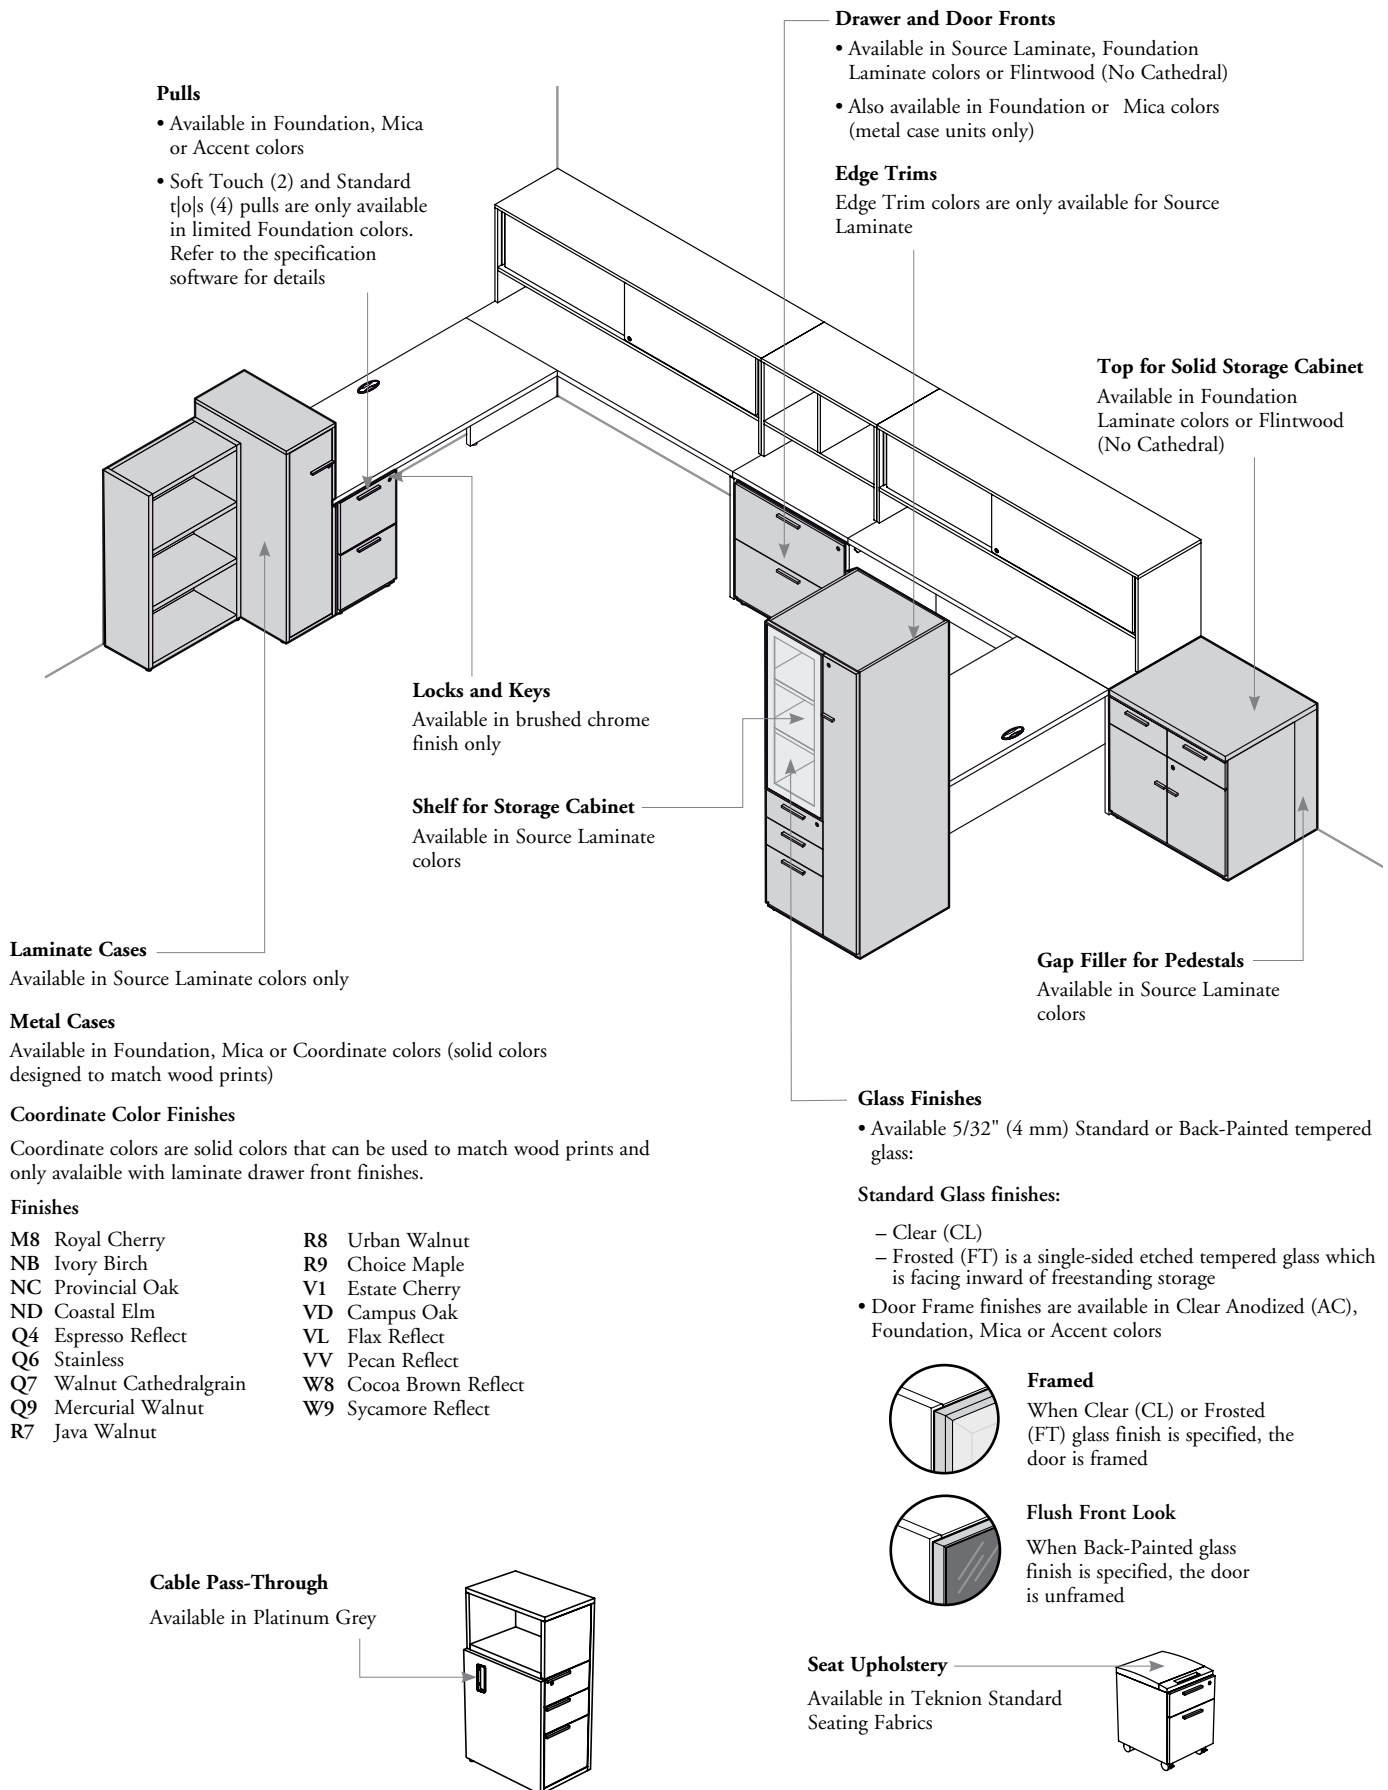 Drawer and Door Fronts
• Available in Source Laminate, Foundation
Laminate colors or Flintwood (No Cathedral)
• Also available in Foundation or Mica colors
(metal case units only)
Pulls
• Available in Foundation, Mica
or Accent colors
• Soft Touch (2) and Standard
t|o|s (4) pulls are only available
in limited Foundation colors.
Refer to the specification
software for details
Edge Trims
Edge Trim colors are only available for Source
Laminate
Top for Solid Storage Cabinet
Available in Foundation
Laminate colors or Flintwood
(No Cathedral)
Locks and Keys
Available in brushed chrome
finish only
Shelf for Storage Cabinet
Available in Source Laminate
colors
Laminate Cases
Available in Source Laminate colors only
Metal Cases
Available in Foundation, Mica or Coordinate colors (solid colors
designed to match wood prints)
Coordinate Color Finishes
Coordinate colors are solid colors that can be used to match wood prints and
only avalaible with laminate drawer front finishes.
Finishes
M8 Royal Cherry
NB Ivory Birch
NC Provincial Oak
ND Coastal Elm
Q4 Espresso Reflect
Q6 Stainless
Q7 Walnut Cathedralgrain
Q9 Mercurial Walnut
R7 Java Walnut
R8 Urban Walnut
R9 Choice Maple
V1 Estate Cherry
VD Campus Oak
VL Flax Reflect
VV Pecan Reflect
W8 Cocoa Brown Reflect
W9 Sycamore Reflect
Gap Filler for Pedestals
Available in Source Laminate
colors
Glass Finishes
• Available 5/32" (4 mm) Standard or Back-Painted tempered
glass:
Standard Glass finishes:
– Clear (CL)
– Frosted (FT) is a single-sided etched tempered glass which
is facing inward of freestanding storage
• Door Frame finishes are available in Clear Anodized (AC),
Foundation, Mica or Accent colors
Framed
When Clear (CL) or Frosted
(FT) glass finish is specified, the
door is framed
Flush Front Look
When Back-Painted glass
finish is specified, the door
is unframed
Cable Pass-Through
Available in Platinum Grey
Seat Upholstery
Available in Teknion Standard
Seating Fabrics